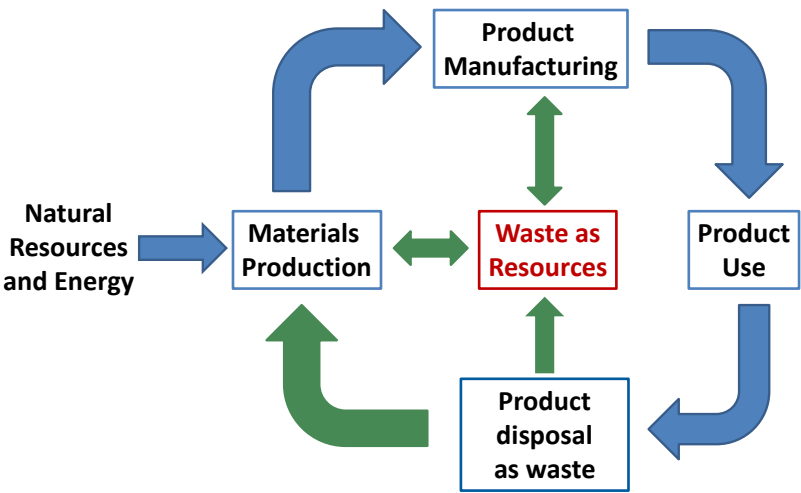 Product
Manufacturing
Natural
Resources
and Energy
Materials
Production
Waste as
Resources
Product
Use
Product
disposal
as waste